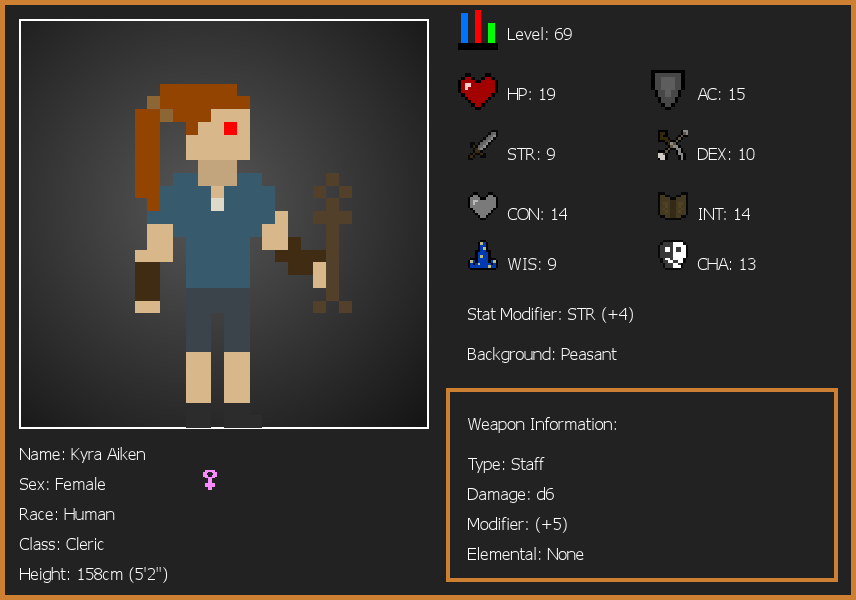 Level: 69
HP: 19
AC: 15
STR: 9
DEX: 10
CON: 14
INT: 14
WIS: 9
CHA: 13
Stat Modifier: STR (+4)
Background: Peasant
Weapon Information:
Type: Staff
Damage: d6
Modifier: (+5)
Elemental: None
Name: Kyra Aiken
Sex: Female
Race: Human
Class: Cleric
Height: 158cm (5'2")